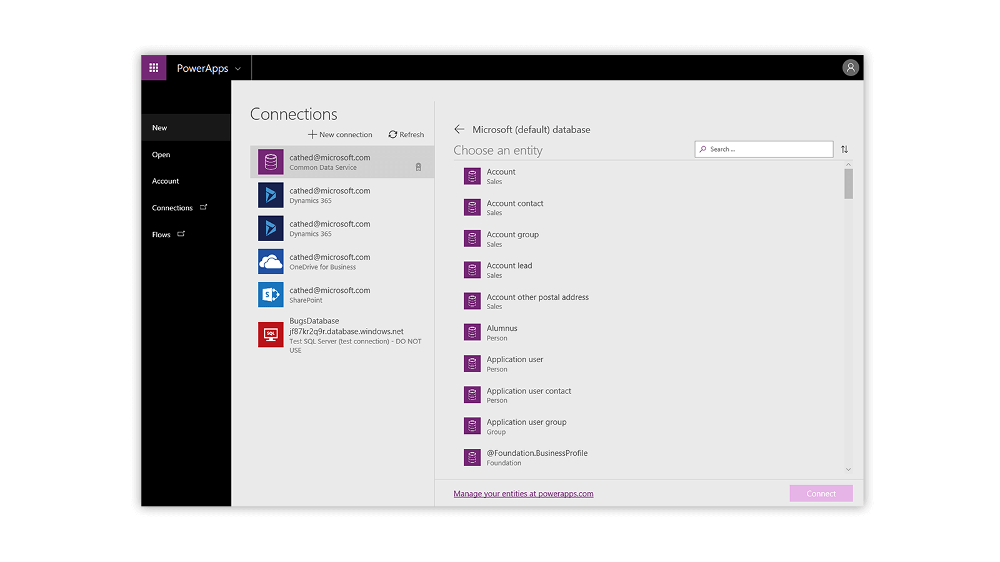 PowerApps
New
Open
Account
Connections
Flows
Connections
New connection
Refresh
cathed@microsoft.com
Common Data Service
cathed@microsoft.com
Dynamics 365
cathed@microsoft.com
Dynamics 365
cathed@microsoft.com
OneDrive for Business
S
cathed@microsoft.com
SharePoint
SQL
BugsDatabase
jf87kr2q9r.database.windows.net
Test SQL Server (test connection) - DO NOT
USE
Microsoft (default) database
Choose an entity
Search ...
Account
Sales
Account contact
Sales
Account group
Sales
Account lead
Sales
Account other postal address
Sales
Alumnus
Person
Application user
Person
Application user contact
Person
Application user group
Group
@Foundation.BusinessProfile
Foundation
Manage your entities at powerapps.com
Connect